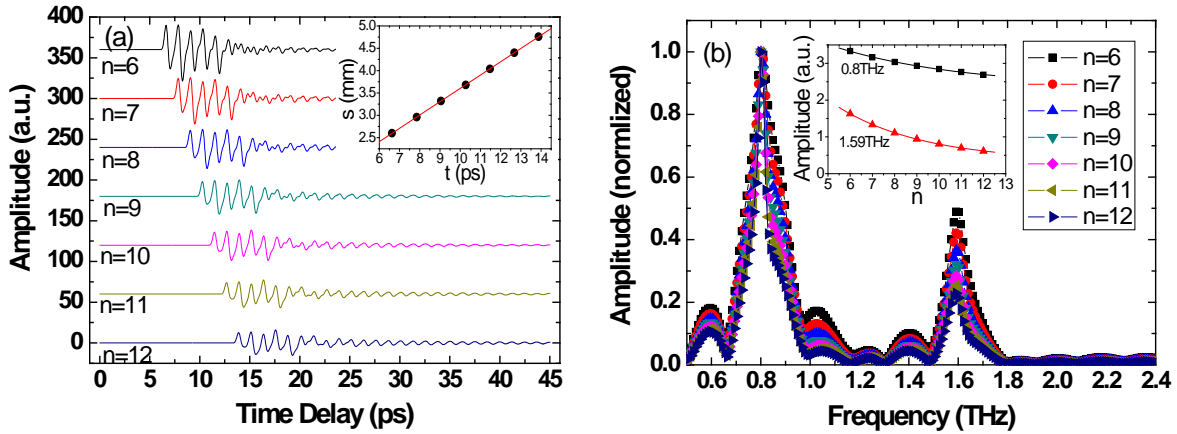 (a)
400
350
300
250
200
150
100
50
0
Amplitude (a.u.)
n=6
n=7
n=8
n=9
n=10
n=11
n=12
0 5 10 15 20 25 30 35 40 45
Time Delay (ps)
5.0
4.5
4.0
3.5
3.0
2.5
s (mm)
6 7 8 9 10 11 12 13 14
t (ps)
(b)
1.0
0.8
0.6
0.4
0.2
0.0
Amplitude (normlized)
0.6 0.8 1.0 1.2 1.4 1.6 1.8 2.0 2.2 2.4
Frequency (THz)
3
2
1
0
Amplitude (a.u.)
0.8THz
1.59THz
5 6 7 8 9 10 11 12 13
n
n=6
n=7
n=8
n=9
n=10
n=11
n=12